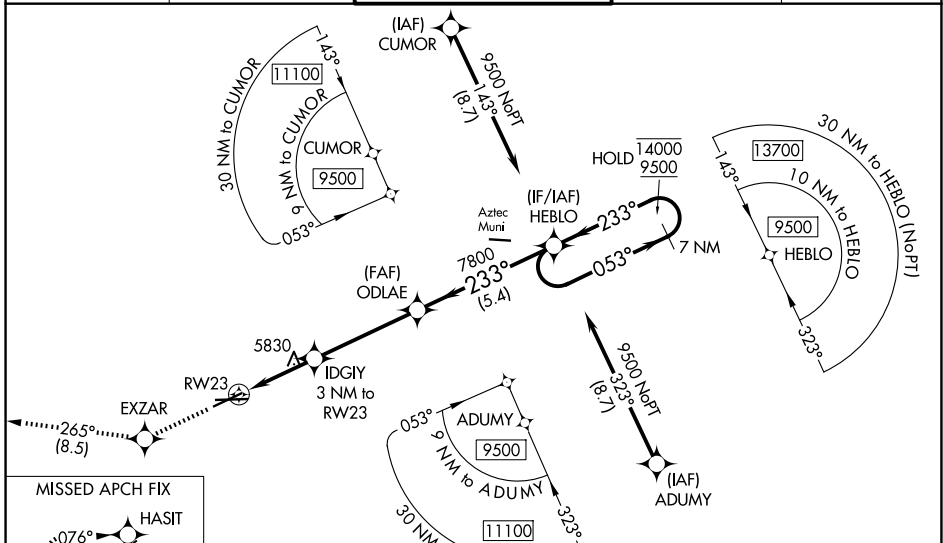 (IAF)
CUMOR
9500 NoPT
143°
(8.7)
30 NM to CUMOR
143°
11100
9 NM to CUMOR
CUMOR
9500
053°
HOLD
14000
9500
233°
053°
7 NM
(IF/IAF)
HEBLO
Aztec
Muni
7800
233°
(5.4)
(FAF)
ODLAE
30 NM to HEBLO (NoPT)
143°
13700
10 NM to HEBLO
9500
HEBLO
323°
5830
IDGIY
3 NM to
RW23
RW23
EXZAR
265°
(8.5)
9500 NoPT
323°
(8.7)
(IAF)
ADUMY
053°
ADUMY
9500
9 NM to ADUMY
323°
30 NM
11100
MISSED APCH FIX
HASIT
076°